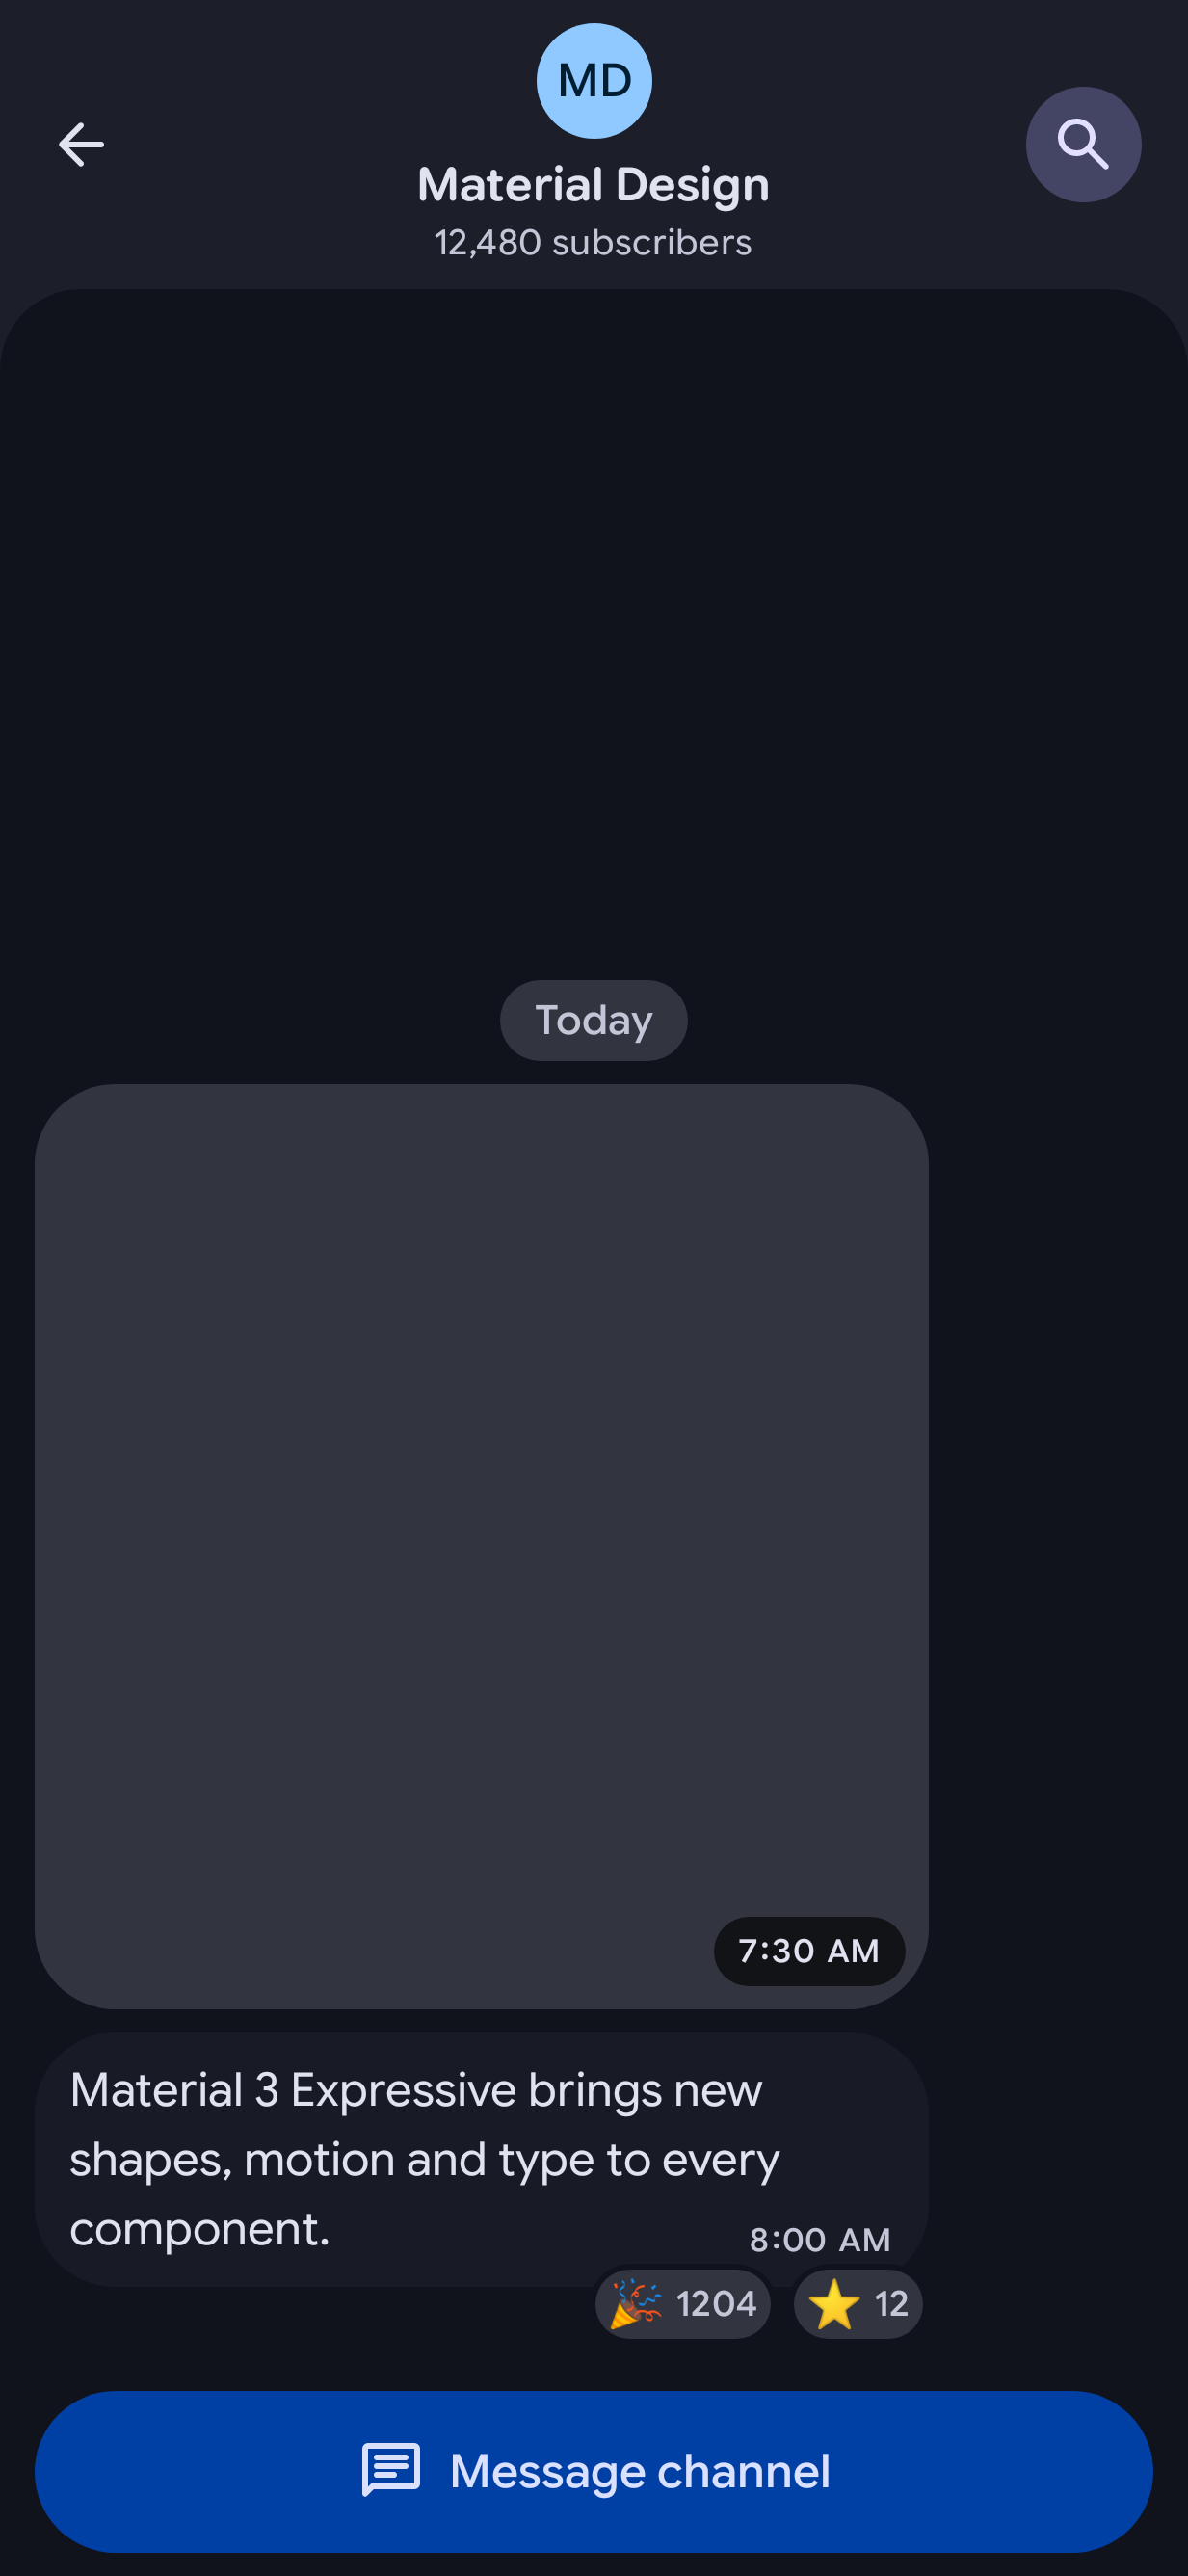 MD
Material Design
12,480 subscribers
Today
7:30 AM
Material 3 Expressive brings new
shapes, motion and type to every
component.
8:00 AM
🎉 1204 ⭐ 12
Message channel